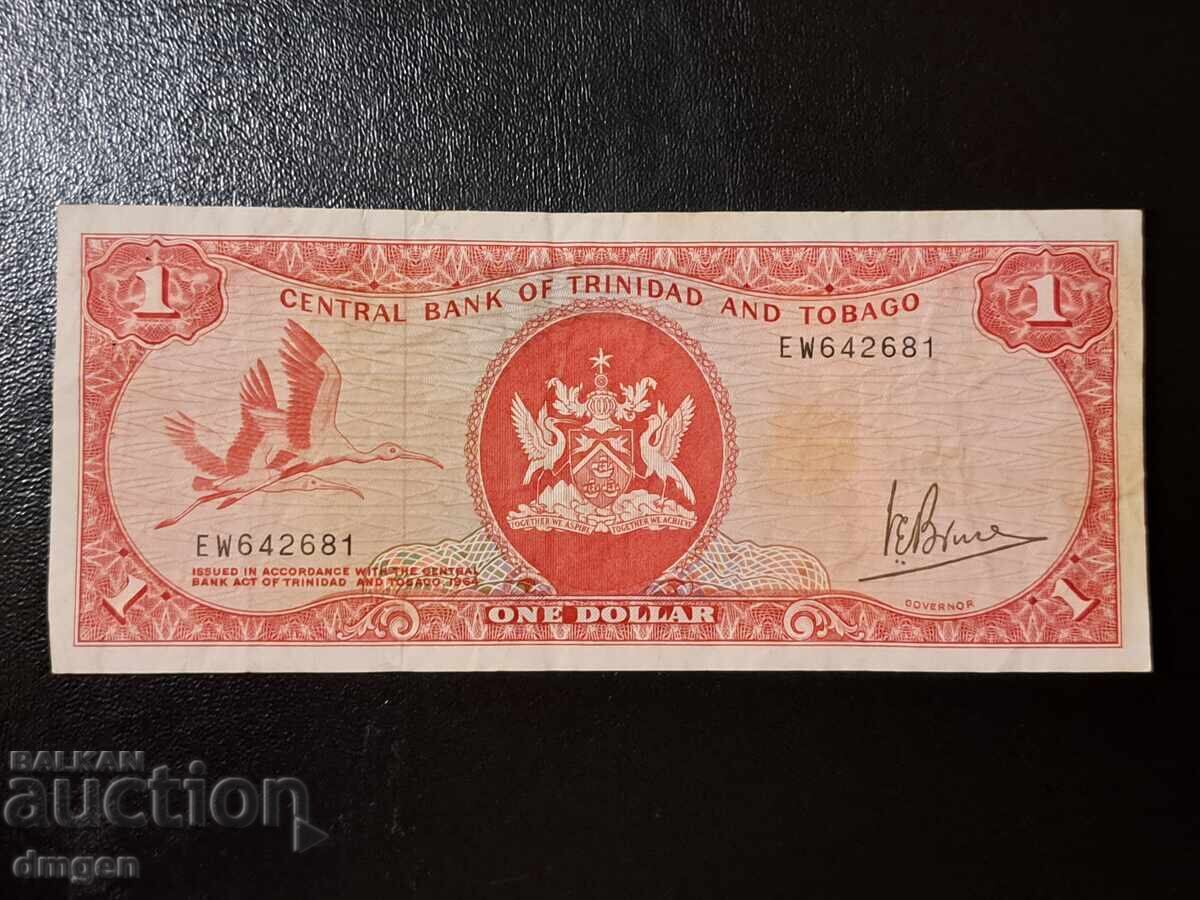 1
1
CENTRAL BANK OF TRINIDAD AND TOBAGO
EW642681
TOGETHER WE ASPIRE TOGETHER WE ACHIEVE
EW642681
ISSUED IN ACCORDANCE WITH THE CENTRAL
BANK ACT OF TRINIDAD AND TOBAGO, 1964
VEBruce
GOVERNOR
1
ONE DOLLAR
1
BALKAN
auction
dmgen